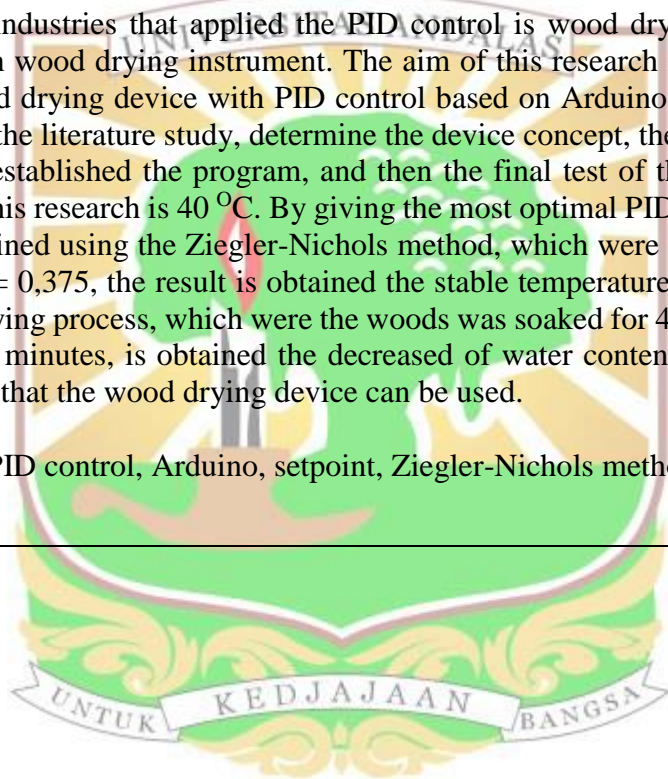 industries that applied the PID control is wood dry
UNIVERSITAS ANDALAS
wood drying instrument. The aim of this research
d drying device with PID control based on Arduino
the literature study, determine the device concept, the
established the program, and then the final test of th
his research is 40 ᴼC. By giving the most optimal PID
ined using the Ziegler-Nichols method, which were
= 0,375, the result is obtained the stable temperature
ying process, which were the woods was soaked for 4
minutes, is obtained the decreased of water conten
that the wood drying device can be used.
PID control, Arduino, setpoint, Ziegler-Nichols metho
UNTUK KEDJAJAAN BANGSA